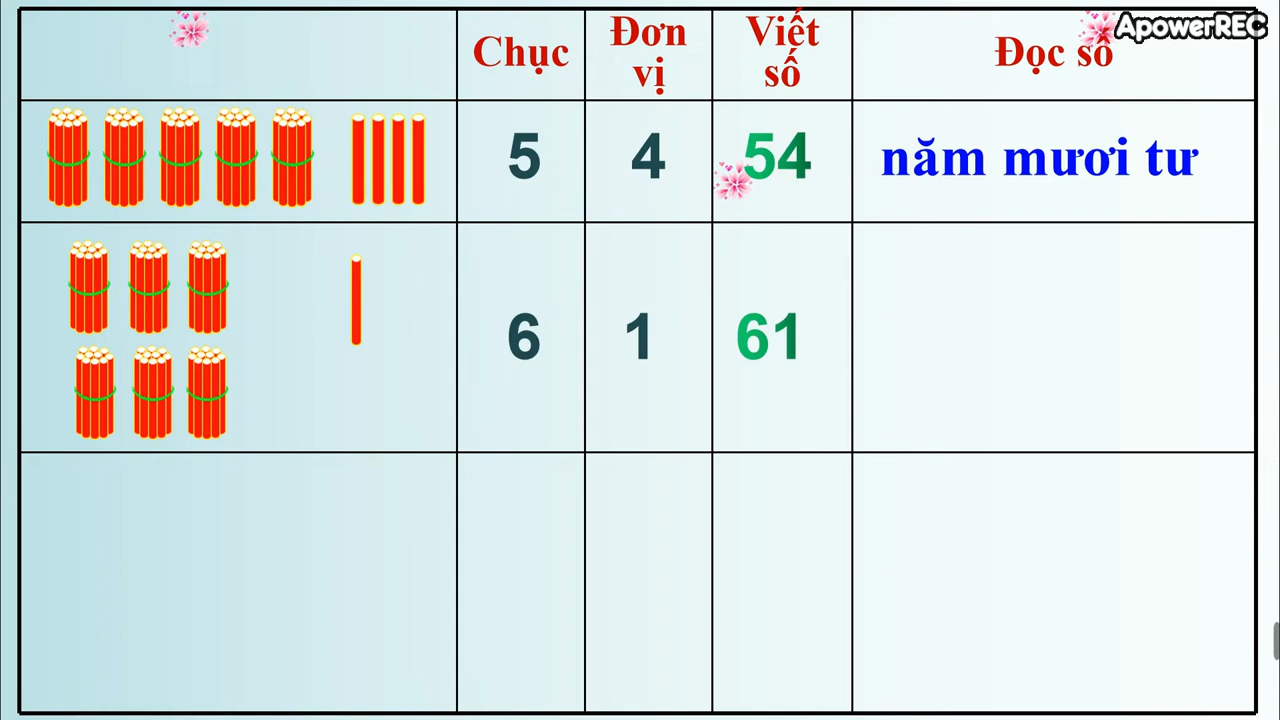 ApowerREC
Chục
Đơn
vị
Viết
số
Đọc số
5
4
54
năm mươi tư
6
1
61